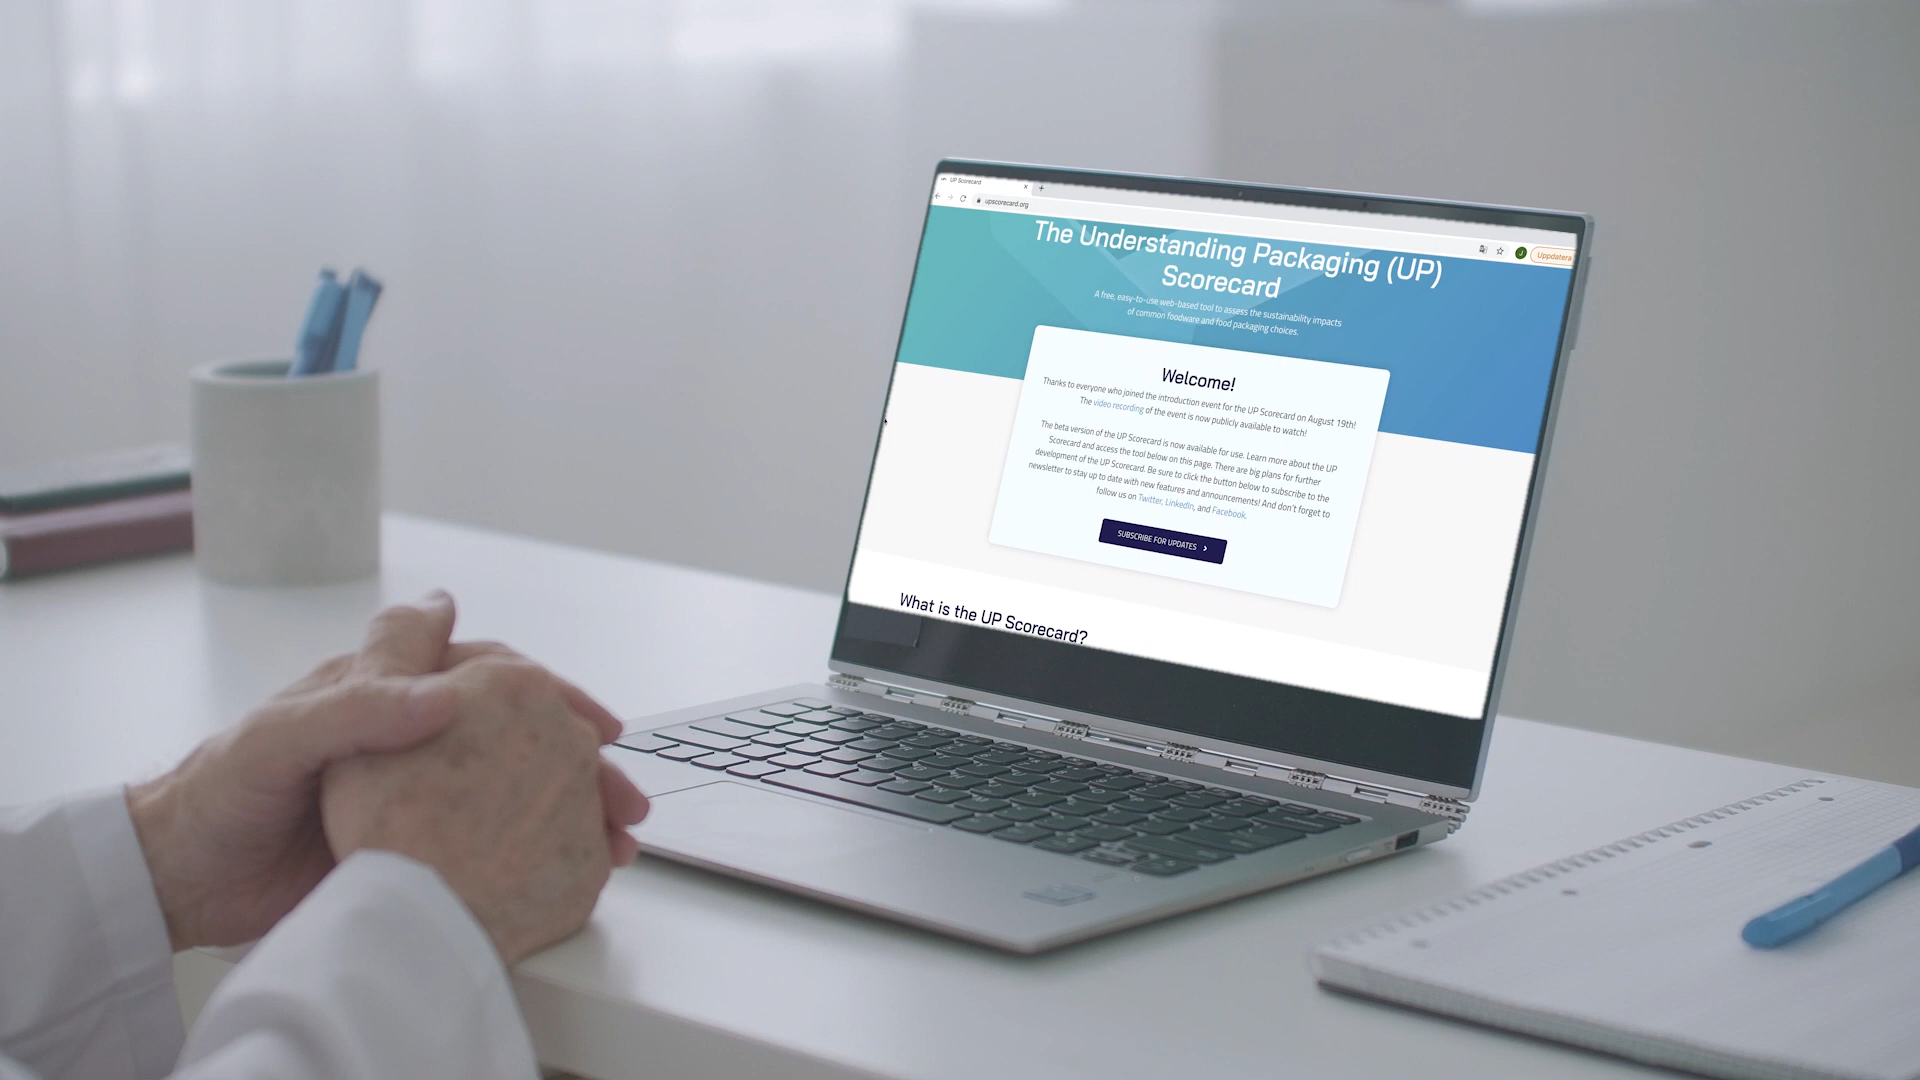 UP Scorecard
upscorecard.org
Uppdatera
The Understanding Packaging (UP)
Scorecard
A free, easy-to-use web-based tool to assess the sustainability impacts
of common foodware and food packaging choices.
Welcome!
Thanks to everyone who joined the introduction event for the UP Scorecard on August 19th!
The video recording of the event is now publicly available to watch!
The beta version of the UP Scorecard is now available for use. Learn more about the UP
Scorecard and access the tool below on this page. There are big plans for further
development of the UP Scorecard. Be sure to click the button below to subscribe to the
newsletter to stay up to date with new features and announcements! And don't forget to
follow us on Twitter, LinkedIn, and Facebook.
SUBSCRIBE FOR UPDATES
What is the UP Scorecard?